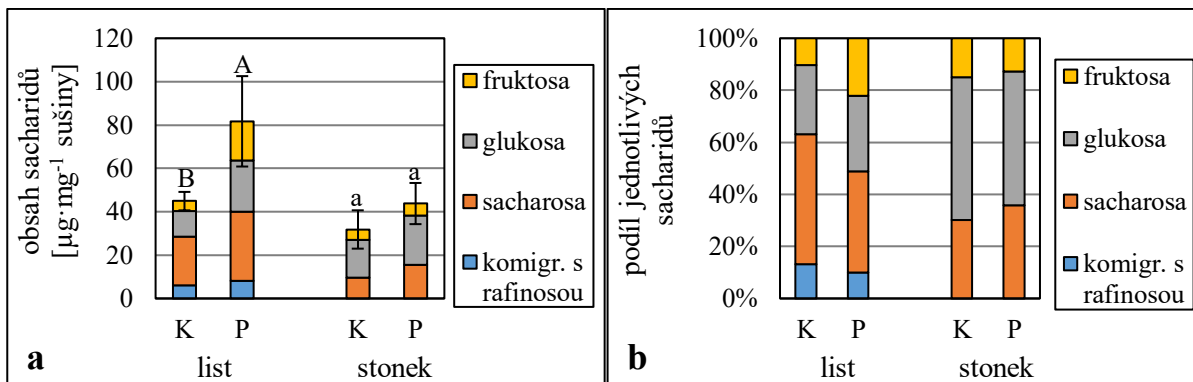 obsah sacharidů
[µg·mg⁻¹ sušiny]
120
100
80
60
40
20
0
B
A
a
a
K
P
K
P
list
stonek
a
fruktosa
glukosa
sacharosa
komigr. s
rafinosou
podíl jednotlivých
sacharidů
100%
80%
60%
40%
20%
0%
K
P
K
P
list
stonek
b
fruktosa
glukosa
sacharosa
komigr. s
rafinosou